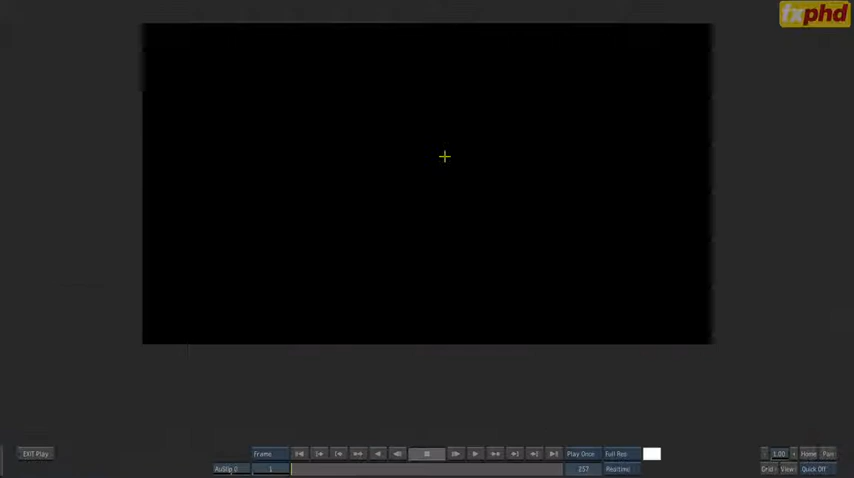 fxphd
EXIT Play
Frame
Play Once
Full Res
- 1.00 + Home Pan
1
257
Realtime
Grid View Quick Off